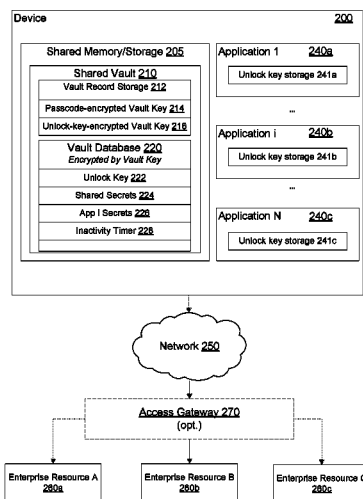 Device 200
Shared Memory/Storage 205
Shared Vault 210
Vault Record Storage 212
Passcode-encrypted Vault Key 214
Unlock-key-encrypted Vault Key 216
Vault Database 220
Encrypted by Vault Key
Unlock Key 222
Shared Secrets 224
App I Secrets 226
Inactivity Timer 228
Application 1 240a
Unlock key storage 241a
...
Application i 240b
Unlock key storage 241b
...
Application N 240c
Unlock key storage 241c
Network 250
Access Gateway 270
(opt.)
Enterprise Resource A
260a
Enterprise Resource B
260b
Enterprise Resource C
260c